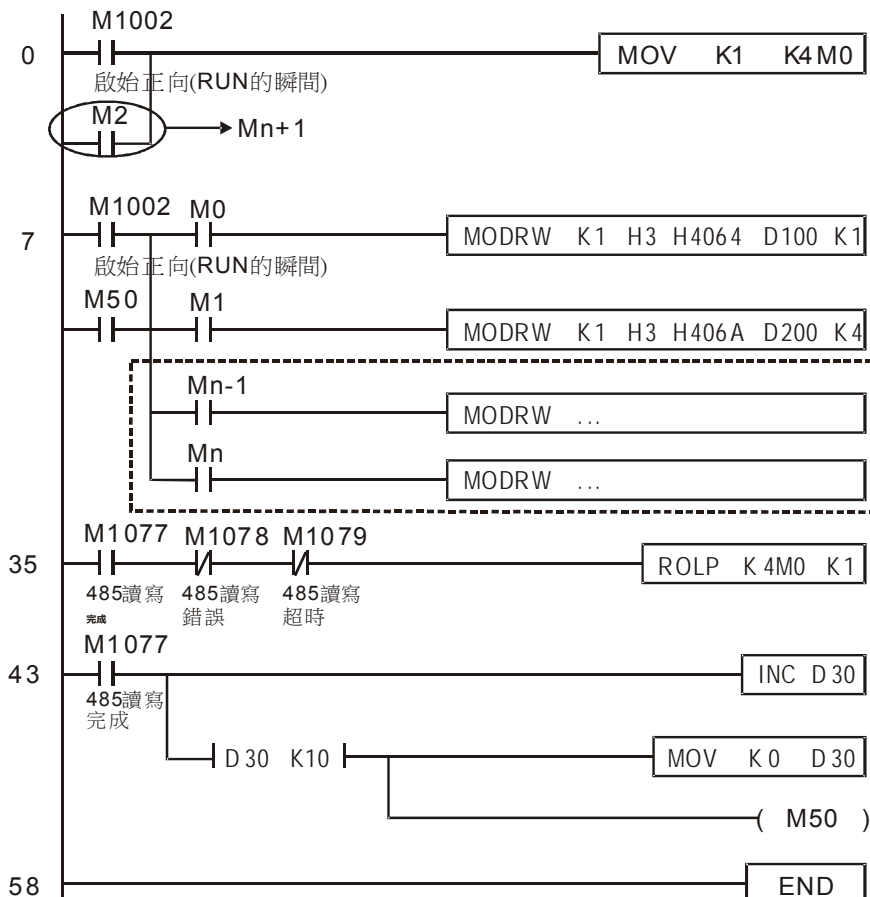 M1002
0 MOV K1 K4M0
啟始正向(RUN的瞬間)
M2
Mn+1
M1002 M0
7 MODRW K1 H3 H4064 D100 K1
啟始正向(RUN的瞬間)
M50 M1
MODRW K1 H3 H406A D200 K4
Mn-1
MODRW ...
Mn
MODRW ...
M1077 M1078 M1079
35 ROLP K4M0 K1
485讀寫 485讀寫 485讀寫
完成 錯誤 超時
M1077
43 INC D30
485讀寫
完成
D30 K10 MOV K0 D30
( M50 )
58 END